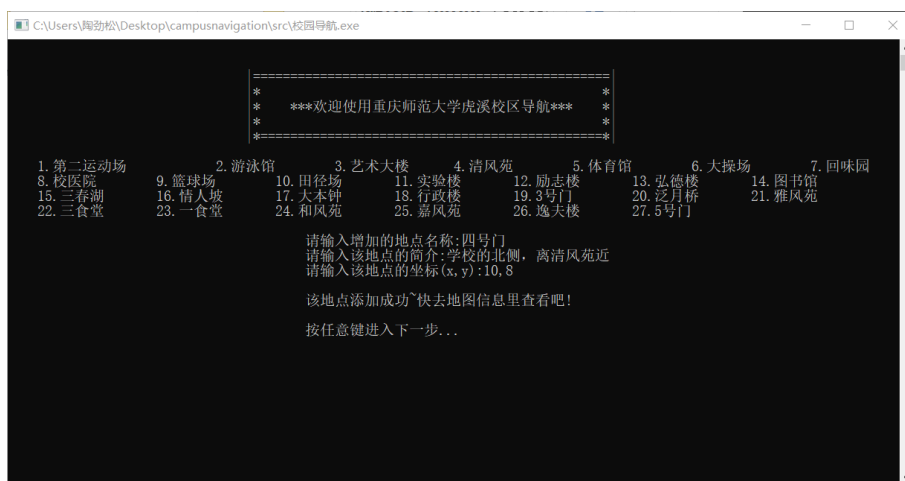 C:\Users\陶劲松\Desktop\campusnavigation\src\校园导航.exe
|================================================|
|* *|
|* ***欢迎使用重庆师范大学虎溪校区导航*** *|
|* *|
|*==============================================*|
1.第二运动场 2.游泳馆 3.艺术大楼 4.清风苑 5.体育馆 6.大操场 7.回味园
8.校医院 9.篮球场 10.田径场 11.实验楼 12.励志楼 13.弘德楼 14.图书馆
15.三春湖 16.情人坡 17.大本钟 18.行政楼 19.3号门 20.泛月桥 21.雅风苑
22.三食堂 23.一食堂 24.和风苑 25.嘉风苑 26.逸夫楼 27.5号门
请输入增加的地点名称:四号门
请输入该地点的简介:学校的北侧，离清风苑近
请输入该地点的坐标(x,y):10,8
该地点添加成功~快去地图信息里查看吧!
按任意键进入下一步...